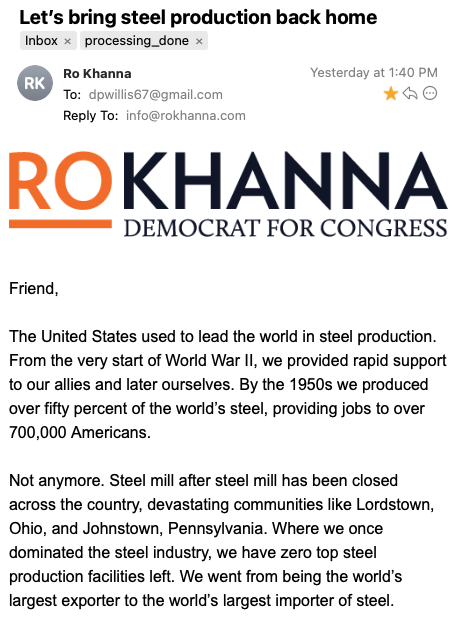 Let’s bring steel production back home
Inbox × processing_done ×
RK
Ro Khanna
Yesterday at 1:40 PM
To: dpwillis67@gmail.com
Reply To: info@rokhanna.com
RO KHANNA
DEMOCRAT FOR CONGRESS
Friend,
The United States used to lead the world in steel production.
From the very start of World War II, we provided rapid support
to our allies and later ourselves. By the 1950s we produced
over fifty percent of the world’s steel, providing jobs to over
700,000 Americans.
Not anymore. Steel mill after steel mill has been closed
across the country, devastating communities like Lordstown,
Ohio, and Johnstown, Pennsylvania. Where we once
dominated the steel industry, we have zero top steel
production facilities left. We went from being the world’s
largest exporter to the world’s largest importer of steel.